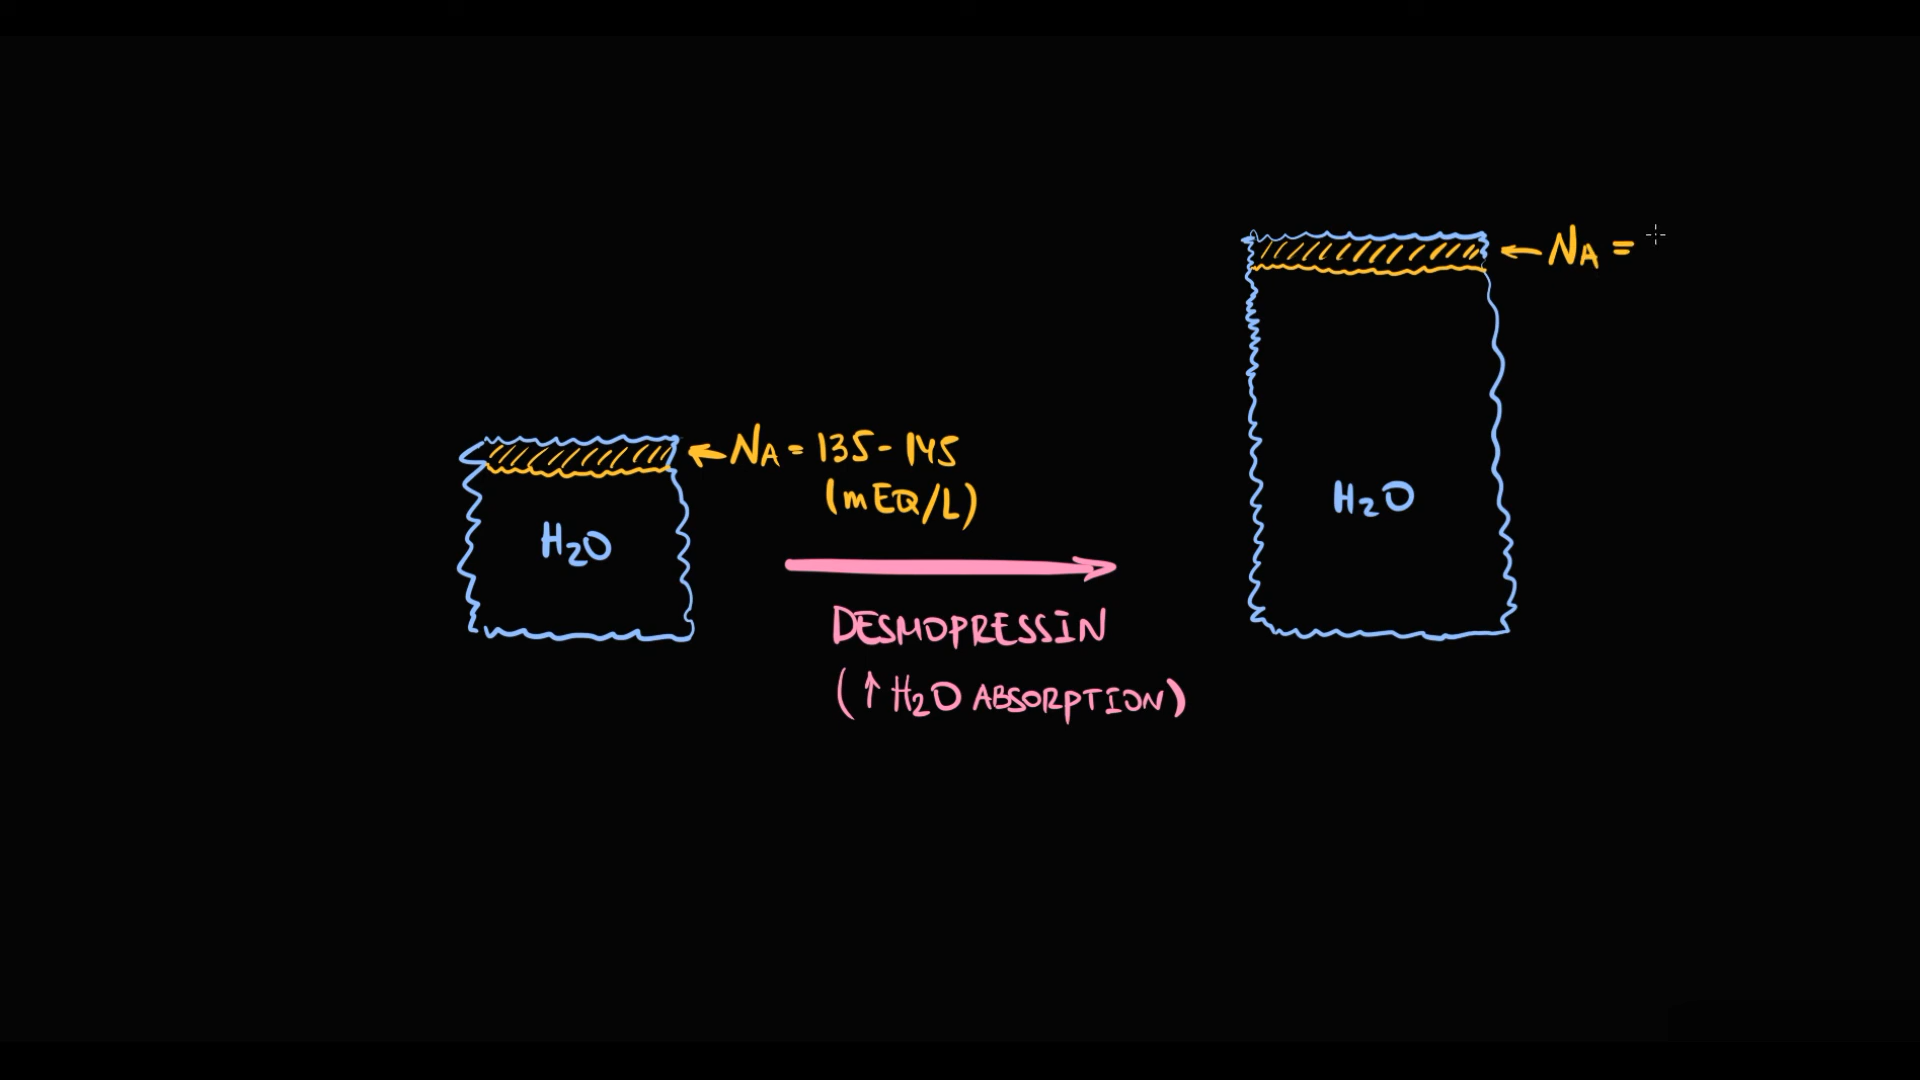 NA = 135 - 145
(mEQ/L)
H2O
DESMOPRESSIN
(↑ H2O ABSORPTION)
NA =
H2O